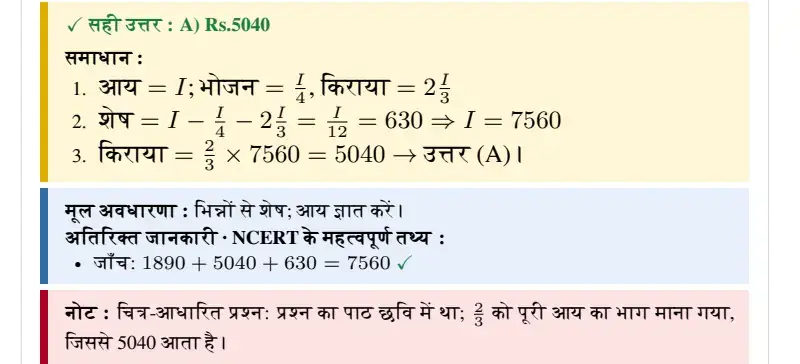 ✓ सही उत्तर : A) Rs.5040
समाधान :
1. आय = I; भोजन = I/4, किराया = 2 I/3
2. शेष = I − I/4 − 2 I/3 = I/12 = 630 ⇒ I = 7560
3. किराया = 2/3 × 7560 = 5040 → उत्तर (A)।
मूल अवधारणा : भिन्नों से शेष; आय ज्ञात करें।
अतिरिक्त जानकारी · NCERT के महत्वपूर्ण तथ्य :
• जाँच: 1890 + 5040 + 630 = 7560 ✓
नोट : चित्र-आधारित प्रश्न: प्रश्न का पाठ छवि में था; 2/3 को पूरी आय का भाग माना गया,
जिससे 5040 आता है।